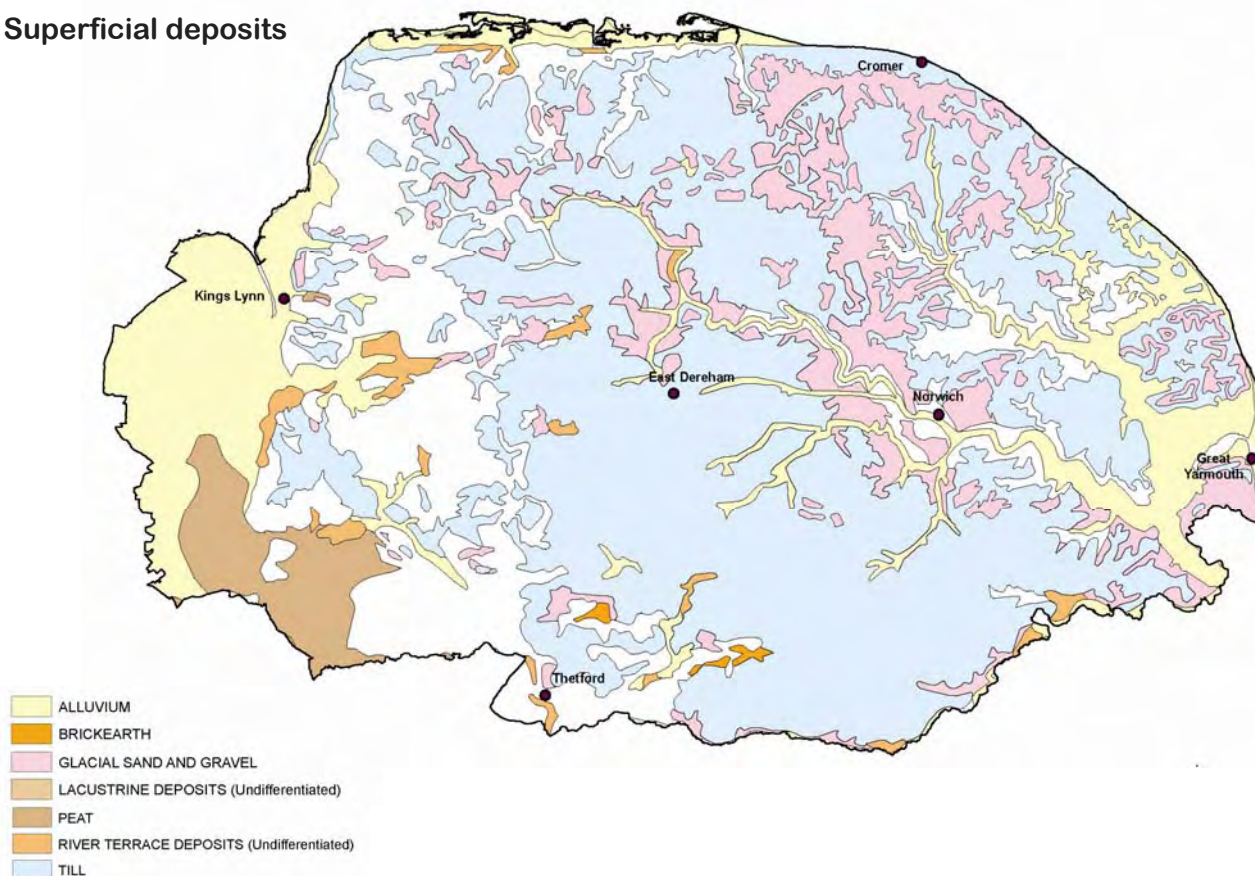 Superficial deposits
Cromer
Kings Lynn
East Dereham
Norwich
Great
Yarmouth
Thetford
ALLUVIUM
BRICKEARTH
GLACIAL SAND AND GRAVEL
LACUSTRINE DEPOSITS (Undifferentiated)
PEAT
RIVER TERRACE DEPOSITS (Undifferentiated)
TILL